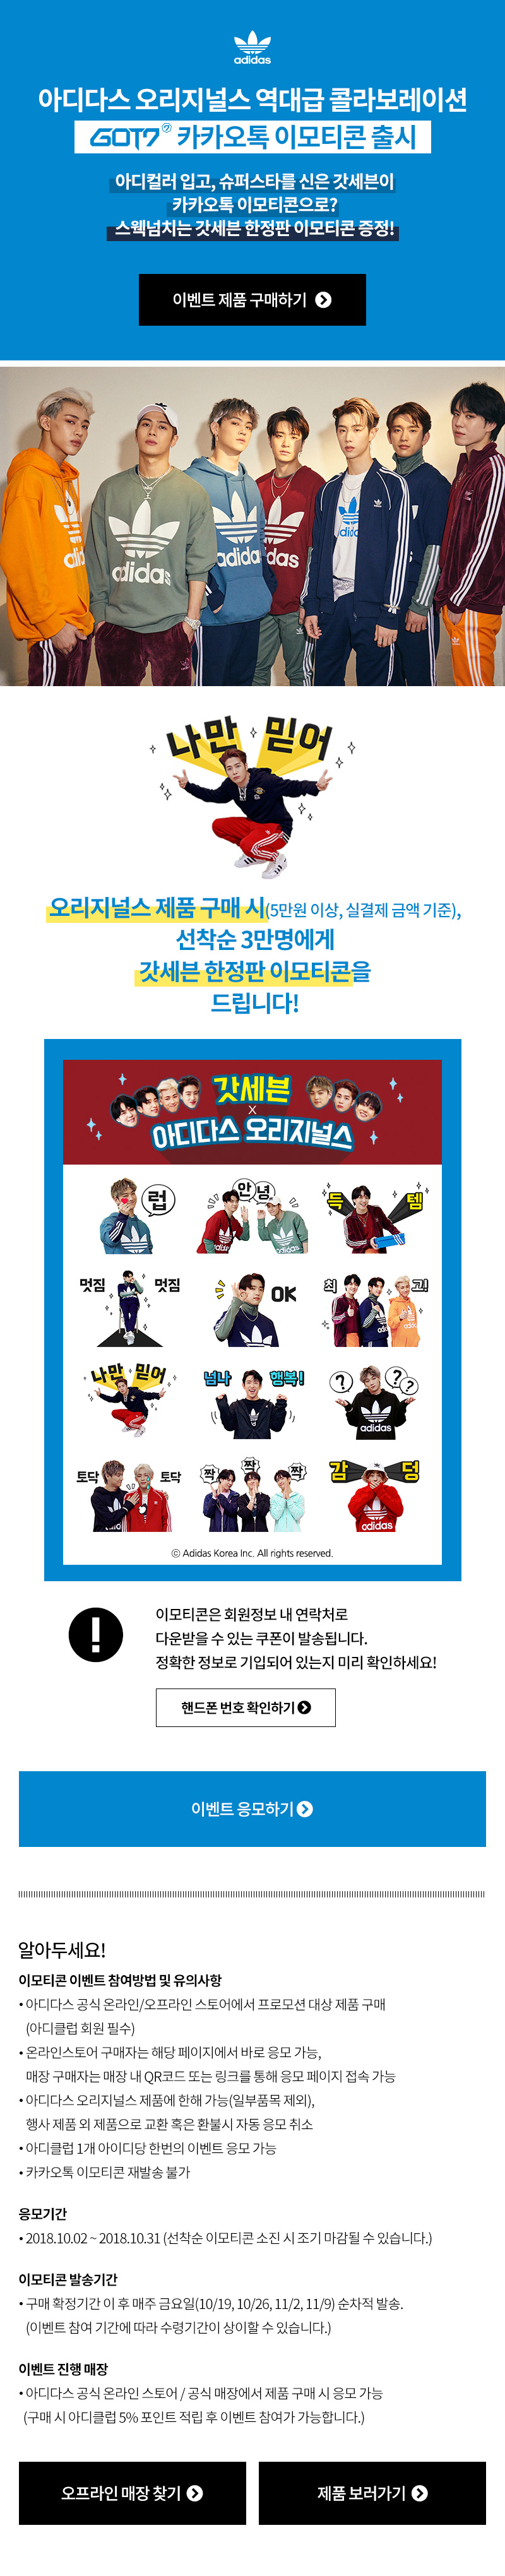 adidas
아디다스 오리지널스 역대급 콜라보레이션
GOT7 카카오톡 이모티콘 출시
아디컬러 입고, 슈퍼스타를 신은 갓세븐이
카카오톡 이모티콘으로?
스웩넘치는 갓세븐 한정판 이모티콘 증정!
이벤트 제품 구매하기
adidas
adidas
adidas
나만 믿어
오리지널스 제품 구매 시(5만원 이상, 실결제 금액 기준),
선착순 3만명에게
갓세븐 한정판 이모티콘을
드립니다!
갓세븐
X
아디다스 오리지널스
럽
안녕
득템
멋짐 멋짐
OK
최고!
나만 믿어
넘나 행복!
? ? ?
adidas
토닥 토닥
짝 짝 짝
감덩
adidas
ⓒ Adidas Korea Inc. All rights reserved.
이모티콘은 회원정보 내 연락처로
다운받을 수 있는 쿠폰이 발송됩니다.
정확한 정보로 기입되어 있는지 미리 확인하세요!
핸드폰 번호 확인하기
이벤트 응모하기
알아두세요!
이모티콘 이벤트 참여방법 및 유의사항
• 아디다스 공식 온라인/오프라인 스토어에서 프로모션 대상 제품 구매
(아디클럽 회원 필수)
• 온라인스토어 구매자는 해당 페이지에서 바로 응모 가능,
매장 구매자는 매장 내 QR코드 또는 링크를 통해 응모 페이지 접속 가능
• 아디다스 오리지널스 제품에 한해 가능(일부품목 제외),
행사 제품 외 제품으로 교환 혹은 환불시 자동 응모 취소
• 아디클럽 1개 아이디당 한번의 이벤트 응모 가능
• 카카오톡 이모티콘 재발송 불가
응모기간
• 2018.10.02 ~ 2018.10.31 (선착순 이모티콘 소진 시 조기 마감될 수 있습니다.)
이모티콘 발송기간
• 구매 확정기간 이 후 매주 금요일(10/19, 10/26, 11/2, 11/9) 순차적 발송.
(이벤트 참여 기간에 따라 수령기간이 상이할 수 있습니다.)
이벤트 진행 매장
• 아디다스 공식 온라인 스토어 / 공식 매장에서 제품 구매 시 응모 가능
(구매 시 아디클럽 5% 포인트 적립 후 이벤트 참여가 가능합니다.)
오프라인 매장 찾기
제품 보러가기